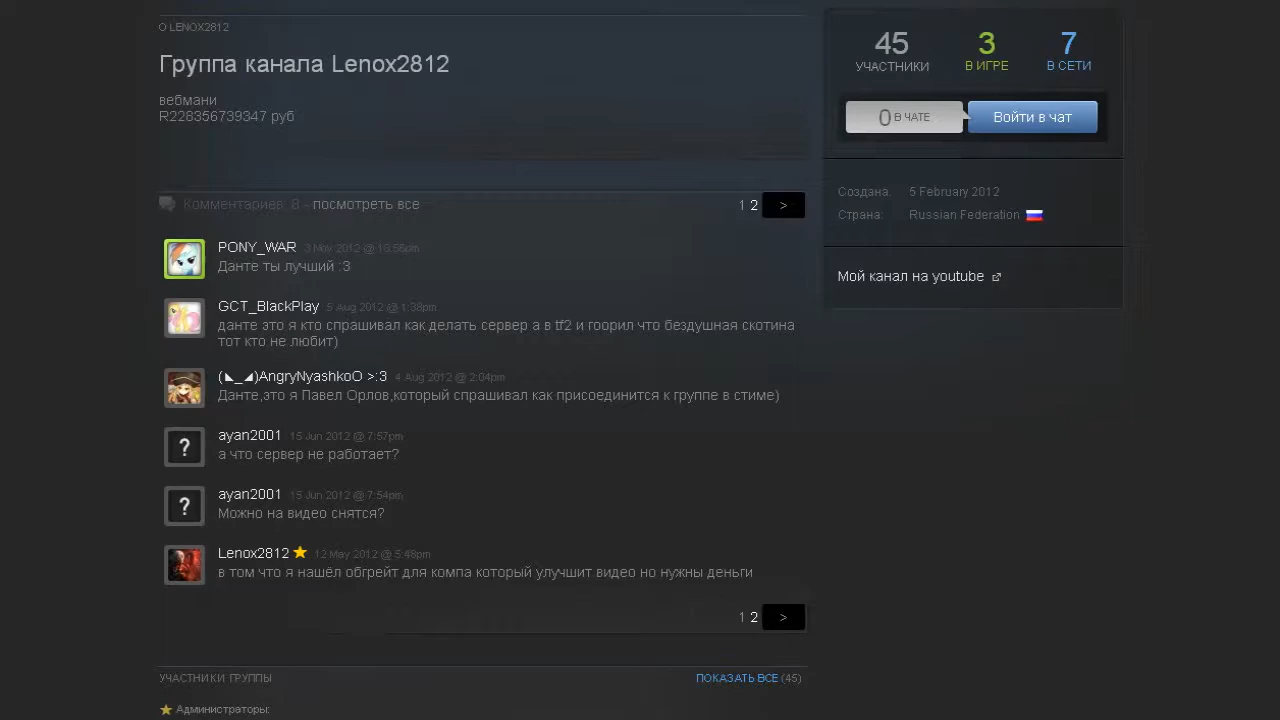 О LENOX2812
Группа канала Lenox2812
вебмани
R228356739347 руб
45 УЧАСТНИКИ
3 В ИГРЕ
7 В СЕТИ
0 В ЧАТЕ
Войти в чат
Создана: 5 February 2012
Страна: Russian Federation
Мой канал на youtube
Комментариев: 8 - посмотреть все
1 2 >
PONY_WAR 3 Nov 2012 @ 10:56pm
Данте ты лучший :3
GCT_BlackPlay 5 Aug 2012 @ 1:38pm
данте это я кто спрашивал как делать сервер а в tf2 и гоорил что бездушная скотина
тот кто не любит)
(◣_◢)AngryNyashkoO >:3 4 Aug 2012 @ 2:04pm
Данте,это я Павел Орлов,который спрашивал как присоединится к группе в стиме)
ayan2001 15 Jun 2012 @ 7:57pm
а что сервер не работает?
ayan2001 15 Jun 2012 @ 7:54pm
Можно на видео снятся?
Lenox2812 12 May 2012 @ 5:48pm
в том что я нашёл обгрейт для компа который улучшит видео но нужны деньги
1 2 >
УЧАСТНИКИ ГРУППЫ
ПОКАЗАТЬ ВСЕ (45)
Администраторы: